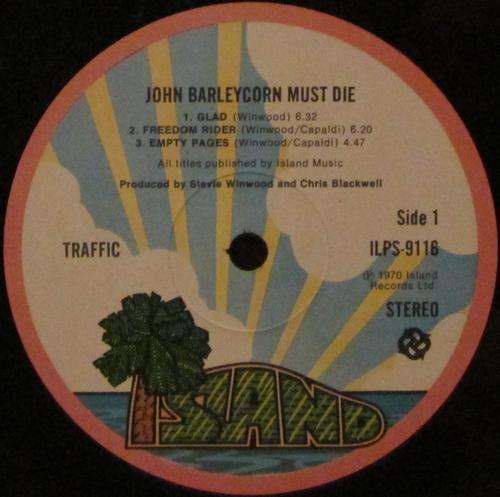 JOHN BARLEYCORN MUST DIE
1. GLAD (Winwood) 6.32
2. FREEDOM RIDER (Winwood/Capaldi) 6.20
3. EMPTY PAGES (Winwood/Capaldi) 4.47
All titles published by Island Music
Produced by Stevie Winwood and Chris Blackwell
Side 1
TRAFFIC
ILPS-9116
℗ 1970 Island
Records Ltd.
STEREO
ISLAND